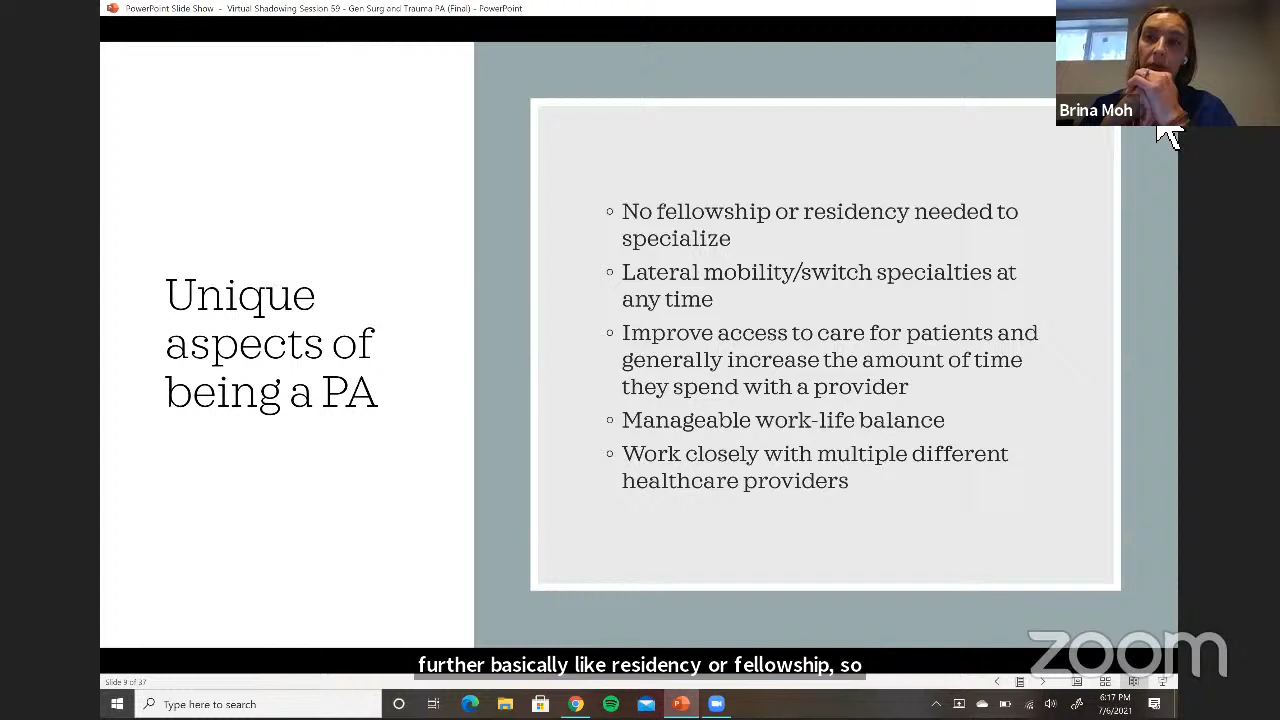 PowerPoint Slide Show - Virtual Shadowing Session 59 - Gen Surg and Trauma PA (Final) - PowerPoint
Brina Moh
Unique
aspects of
being a PA
No fellowship or residency needed to
specialize
Lateral mobility/switch specialties at
any time
Improve access to care for patients and
generally increase the amount of time
they spend with a provider
Manageable work-life balance
Work closely with multiple different
healthcare providers
zoom
further basically like residency or fellowship, so
Slide 9 of 37
Type here to search
6:17 PM
7/6/2021